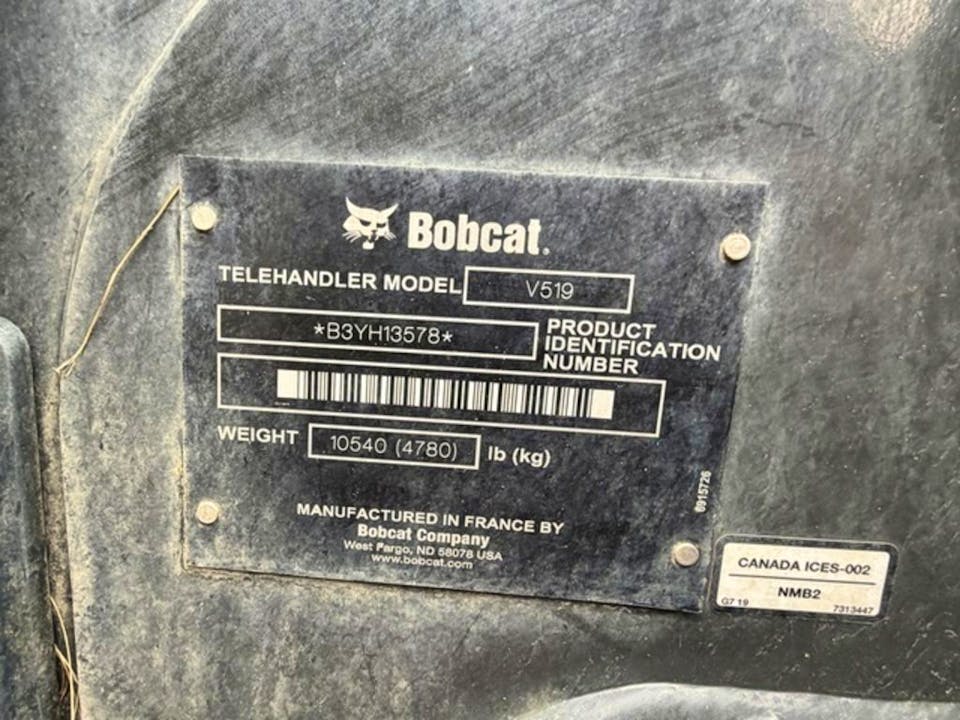 Bobcat®
TELEHANDLER MODEL V519
*B3YH13578* PRODUCT IDENTIFICATION NUMBER
WEIGHT 10540 (4780) lb (kg)
6915726
MANUFACTURED IN FRANCE BY
Bobcat Company
West Fargo, ND 58078 USA
www.bobcat.com
CANADA ICES-002
NMB2
G7 19 7313447